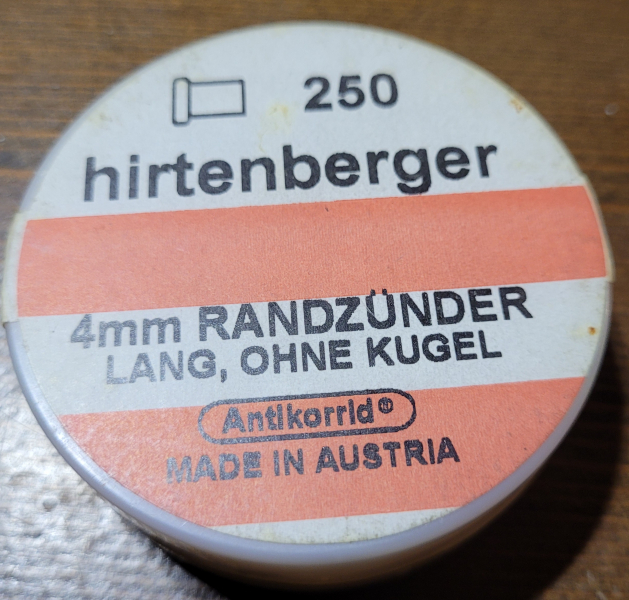 250
hirtenberger
4mm RANDZÜNDER
LANG, OHNE KUGEL
Antikorrid®
MADE IN AUSTRIA